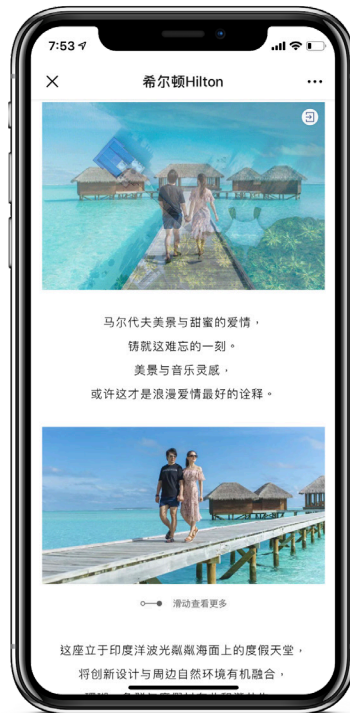 7:53
希尔顿Hilton
马尔代夫美景与甜蜜的爱情，
铸就这难忘的一刻。
美景与音乐灵感，
或许这才是浪漫爱情最好的诠释。
滑动查看更多
这座立于印度洋波光粼粼海面上的度假天堂，
将创新设计与周边自然环境有机融合，